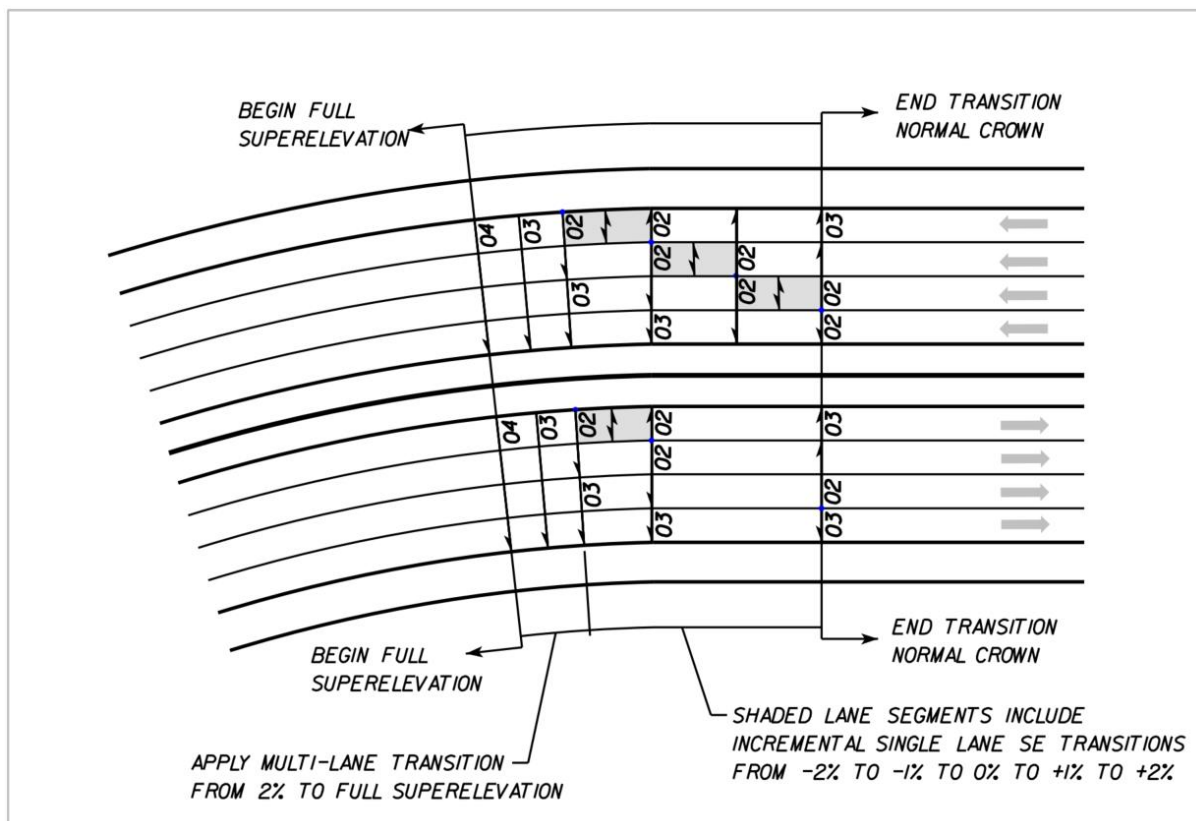 BEGIN FULL
SUPERELEVATION
END TRANSITION
NORMAL CROWN
04
03
02
02
03
02
02
03
02
02
03
02
02
04
03
02
02
03
02
03
02
03
03
BEGIN FULL
SUPERELEVATION
END TRANSITION
NORMAL CROWN
APPLY MULTI-LANE TRANSITION
FROM 2% TO FULL SUPERELEVATION
SHADED LANE SEGMENTS INCLUDE
INCREMENTAL SINGLE LANE SE TRANSITIONS
FROM -2% TO -1% TO 0% TO +1% TO +2%